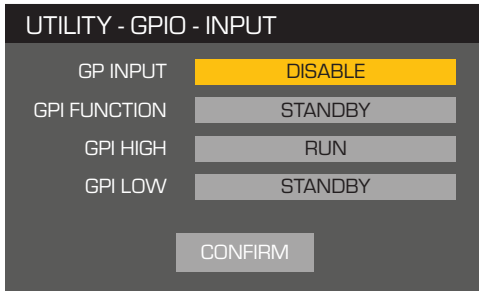 UTILITY - GPIO - INPUT
GP INPUT DISABLE
GPI FUNCTION STANDBY
GPI HIGH RUN
GPI LOW STANDBY
CONFIRM